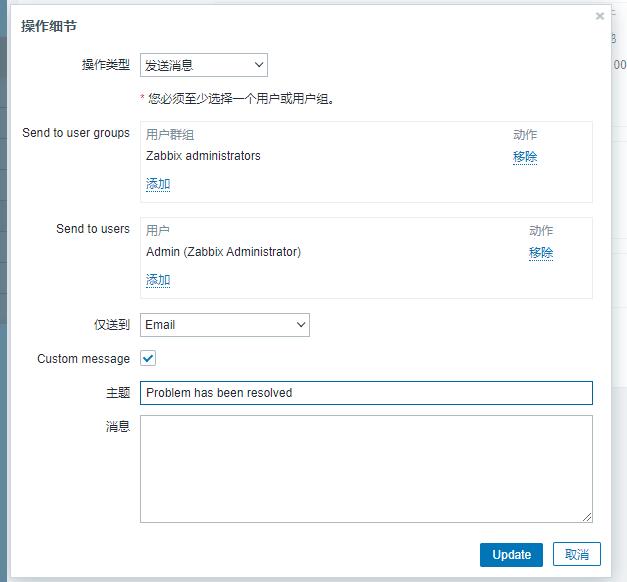 操作细节
操作类型 发送消息
* 您必须至少选择一个用户或用户组。
Send to user groups 用户群组 动作
Zabbix administrators 移除
添加
Send to users 用户 动作
Admin (Zabbix Administrator) 移除
添加
仅送到 Email
Custom message
主题 Problem has been resolved
消息
Update 取消
00